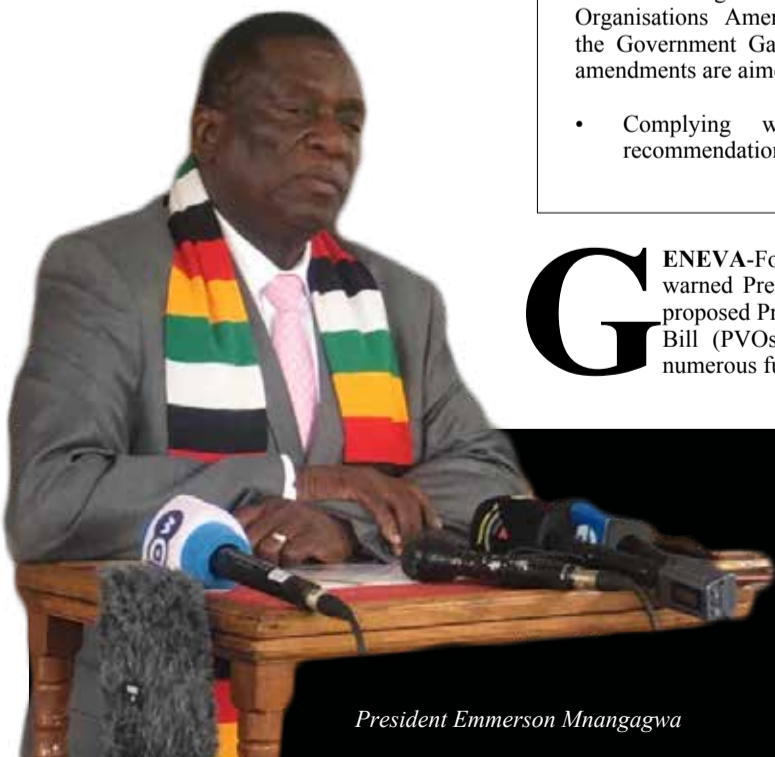 Organisations Amen
the Government Ga
amendments are aime
• Complying w
recommendation
GENEVA-Fo
warned Pre
proposed Pr
Bill (PVOs
numerous fu
President Emmerson Mnangagwa